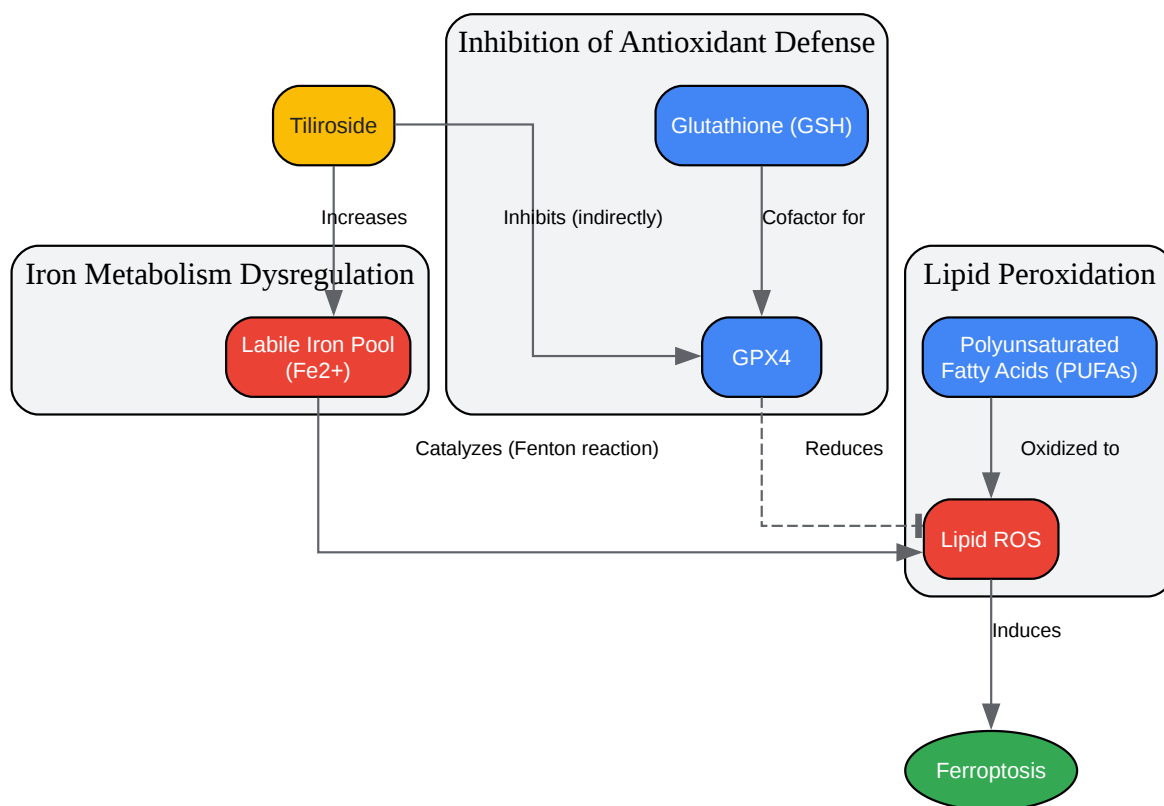 Inhibition of Antioxidant Defense
Tiliroside
Glutathione (GSH)
Increases
Inhibits (indirectly)
Cofactor for
Iron Metabolism Dysregulation
Lipid Peroxidation
Labile Iron Pool
(Fe2+)
GPX4
Polyunsaturated
Fatty Acids (PUFAs)
Catalyzes (Fenton reaction)
Reduces
Oxidized to
Lipid ROS
Induces
Ferroptosis